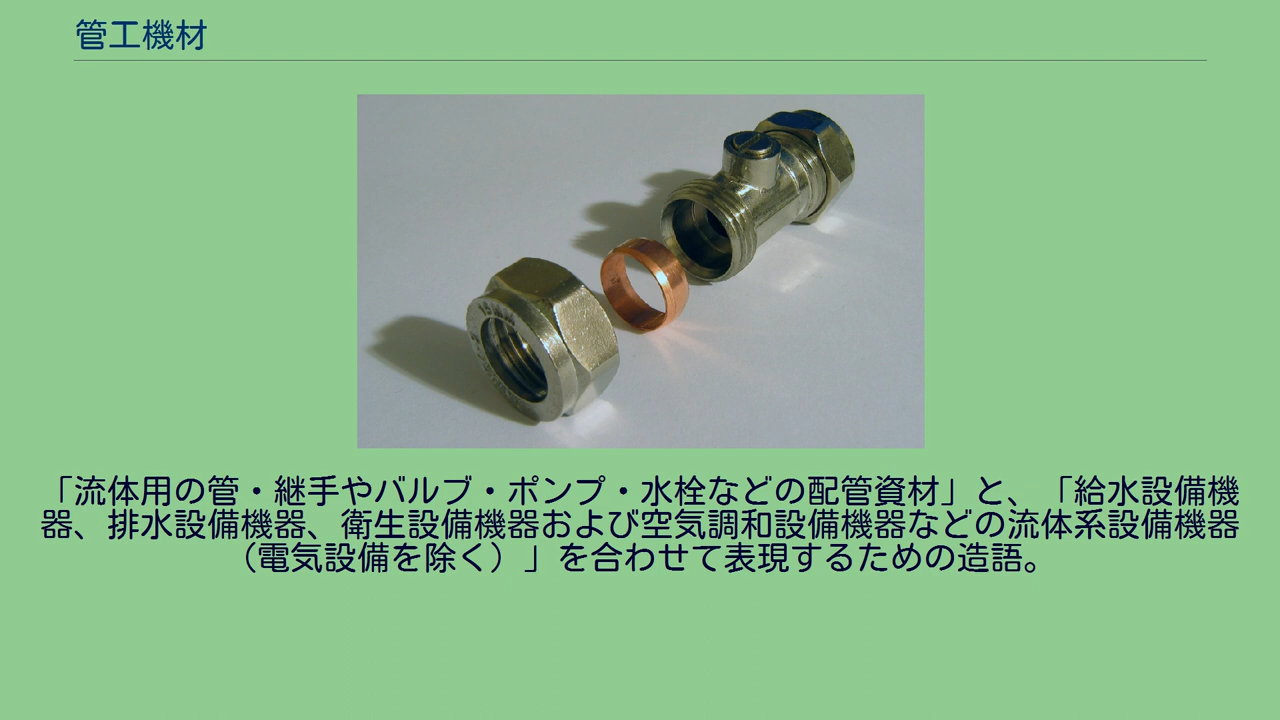 管工機材
「流体用の管・継手やバルブ・ポンプ・水栓などの配管資材」と、「給水設備機
器、排水設備機器、衛生設備機器および空気調和設備機器などの流体系設備機器
（電気設備を除く）」を合わせて表現するための造語。